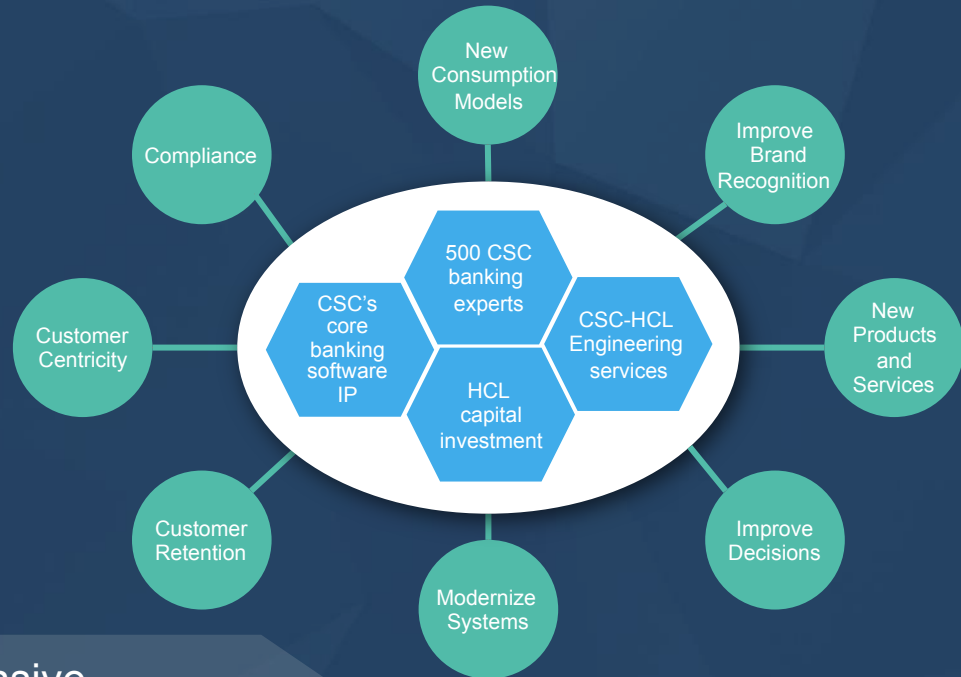 New
Consumption
Models
Compliance
Improve
Brand
Recognition
500 CSC
banking
experts
CSC’s
core
banking
software
IP
CSC-HCL
Engineering
services
HCL
capital
investment
Customer
Centricity
New
Products
and
Services
Customer
Retention
Improve
Decisions
Modernize
Systems